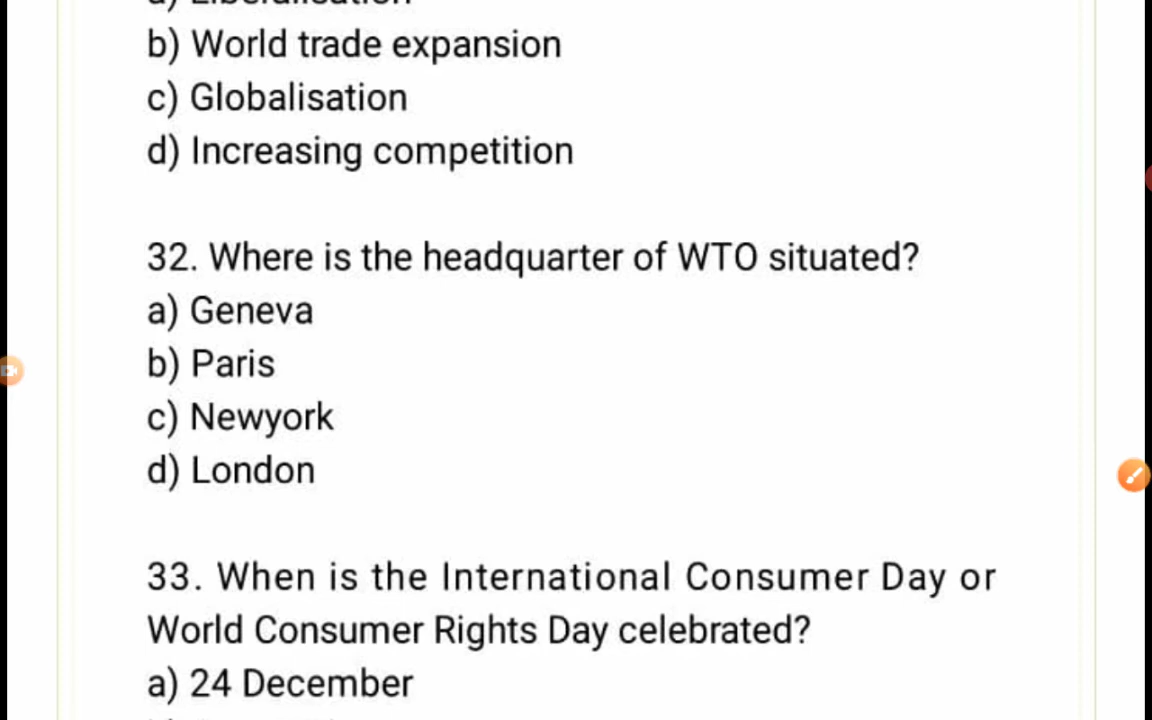 b) World trade expansion
c) Globalisation
d) Increasing competition
32. Where is the headquarter of WTO situated?
a) Geneva
b) Paris
c) Newyork
d) London
33. When is the International Consumer Day or
World Consumer Rights Day celebrated?
a) 24 December